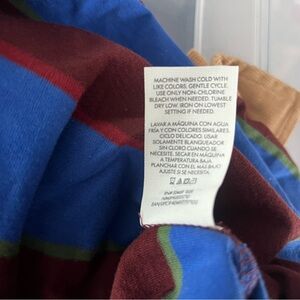 MACHINE WASH COLD WITH
LIKE COLORS. GENTLE CYCLE.
USE ONLY NON-CHLORINE
BLEACH WHEN NEEDED. TUMBLE
DRY LOW. IRON ON LOWEST
SETTING IF NEEDED.
LAVAR A MÁQUINA CON AGUA
FRÍA Y CON COLORES SIMILARES.
CICLO DELICADO. USAR
SOLAMENTE BLANQUEADOR
SIN CLORO CUANDO SE
NECESITE. SECAR EN MÁQUINA
A TEMPERATURA BAJA.
PLANCHAR CON EL MÁS BAJO
AJUSTE SI SE NECESITA.